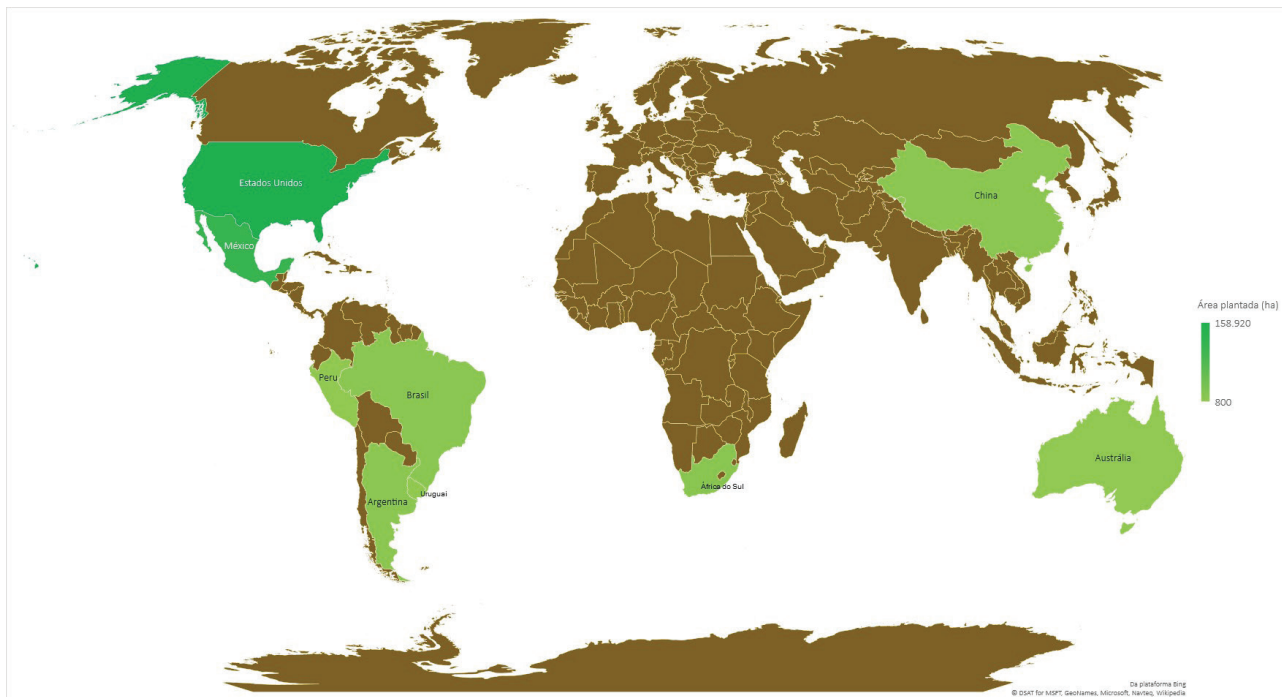 Estados Unidos
México
China
Área plantada (ha)
158.920
800
Peru
Brasil
Austrália
Argentina
Uruguai
África do Sul
Da plataforma Bing
© DSAT for MSFT, GeoNames, Microsoft, Navteq, Wikipedia